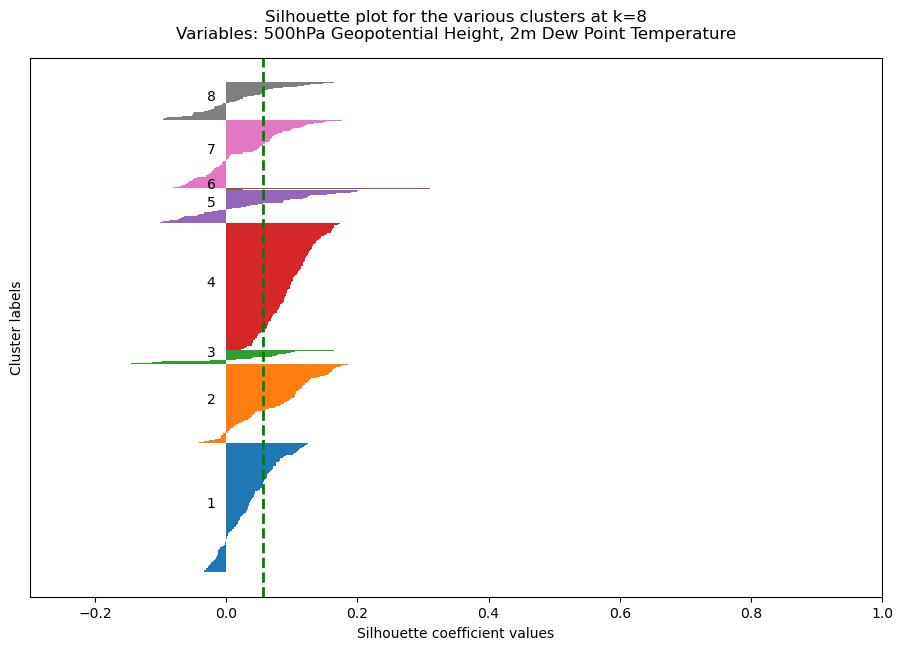 Silhouette plot for the various clusters at k=8
Variables: 500hPa Geopotential Height, 2m Dew Point Temperature
8
7
6
5
4
3
2
1
Cluster labels
−0.2 0.0 0.2 0.4 0.6 0.8 1.0
Silhouette coefficient values